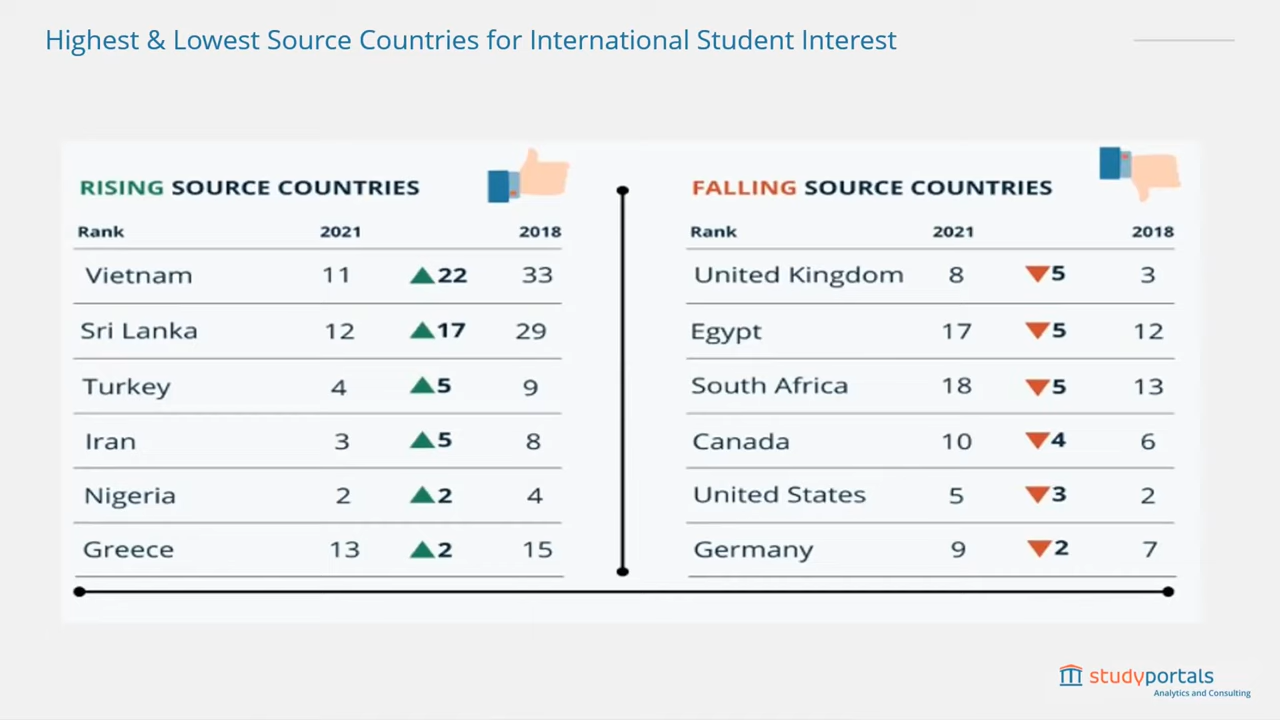 Highest & Lowest Source Countries for International Student Interest
RISING SOURCE COUNTRIES
Rank 2021 2018
Vietnam 11 ▲22 33
Sri Lanka 12 ▲17 29
Turkey 4 ▲5 9
Iran 3 ▲5 8
Nigeria 2 ▲2 4
Greece 13 ▲2 15
FALLING SOURCE COUNTRIES
Rank 2021 2018
United Kingdom 8 ▼5 3
Egypt 17 ▼5 12
South Africa 18 ▼5 13
Canada 10 ▼4 6
United States 5 ▼3 2
Germany 9 ▼2 7
studyportals
Analytics and Consulting